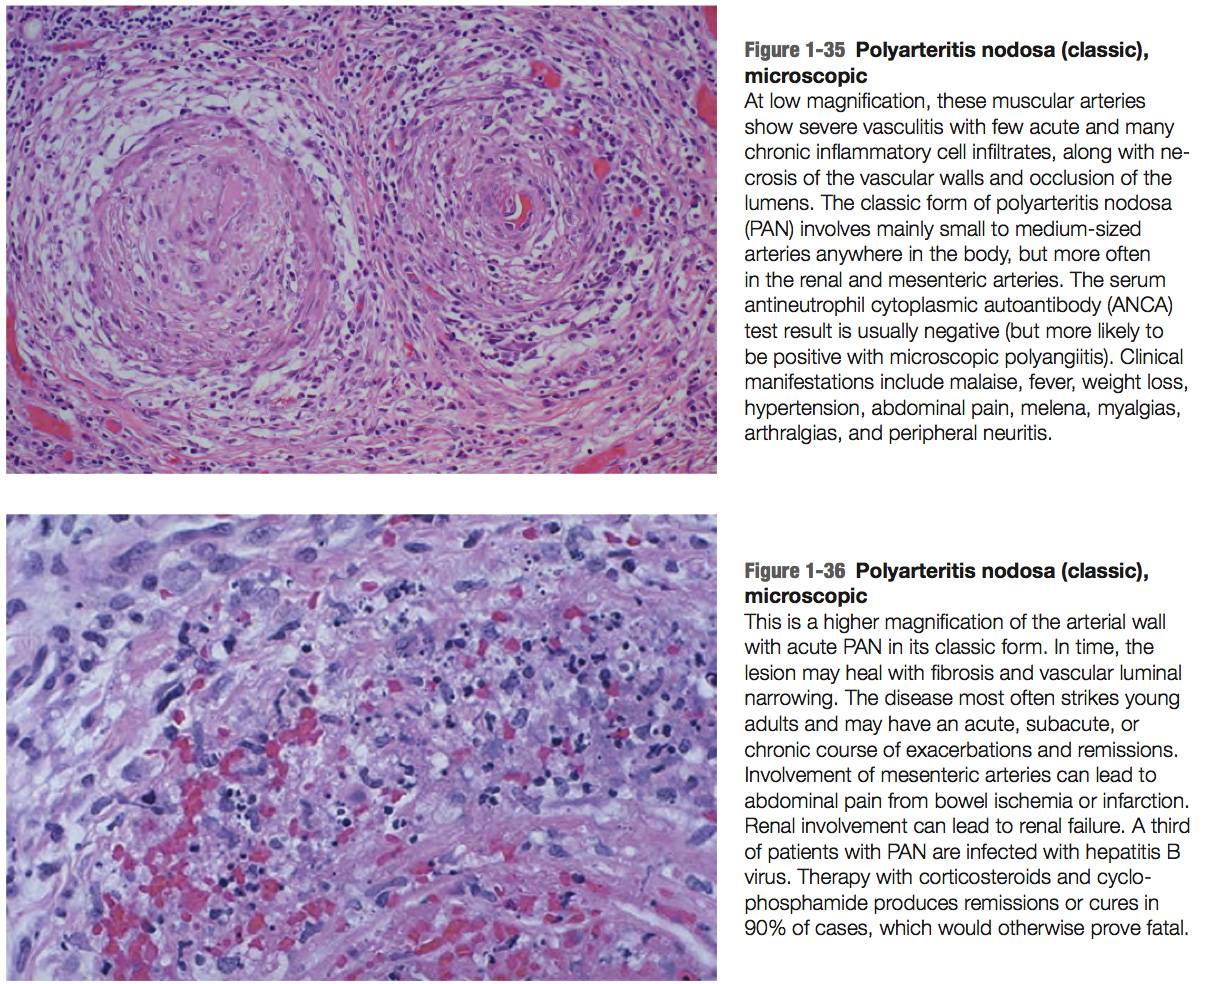 Figure 1-35 Polyarteritis nodosa (classic),
microscopic
At low magnification, these muscular arteries
show severe vasculitis with few acute and many
chronic inflammatory cell infiltrates, along with ne-
crosis of the vascular walls and occlusion of the
lumens. The classic form of polyarteritis nodosa
(PAN) involves mainly small to medium-sized
arteries anywhere in the body, but more often
in the renal and mesenteric arteries. The serum
antineutrophil cytoplasmic autoantibody (ANCA)
test result is usually negative (but more likely to
be positive with microscopic polyangiitis). Clinical
manifestations include malaise, fever, weight loss,
hypertension, abdominal pain, melena, myalgias,
arthralgias, and peripheral neuritis.
Figure 1-36 Polyarteritis nodosa (classic),
microscopic
This is a higher magnification of the arterial wall
with acute PAN in its classic form. In time, the
lesion may heal with fibrosis and vascular luminal
narrowing. The disease most often strikes young
adults and may have an acute, subacute, or
chronic course of exacerbations and remissions.
Involvement of mesenteric arteries can lead to
abdominal pain from bowel ischemia or infarction.
Renal involvement can lead to renal failure. A third
of patients with PAN are infected with hepatitis B
virus. Therapy with corticosteroids and cyclo-
phosphamide produces remissions or cures in
90% of cases, which would otherwise prove fatal.